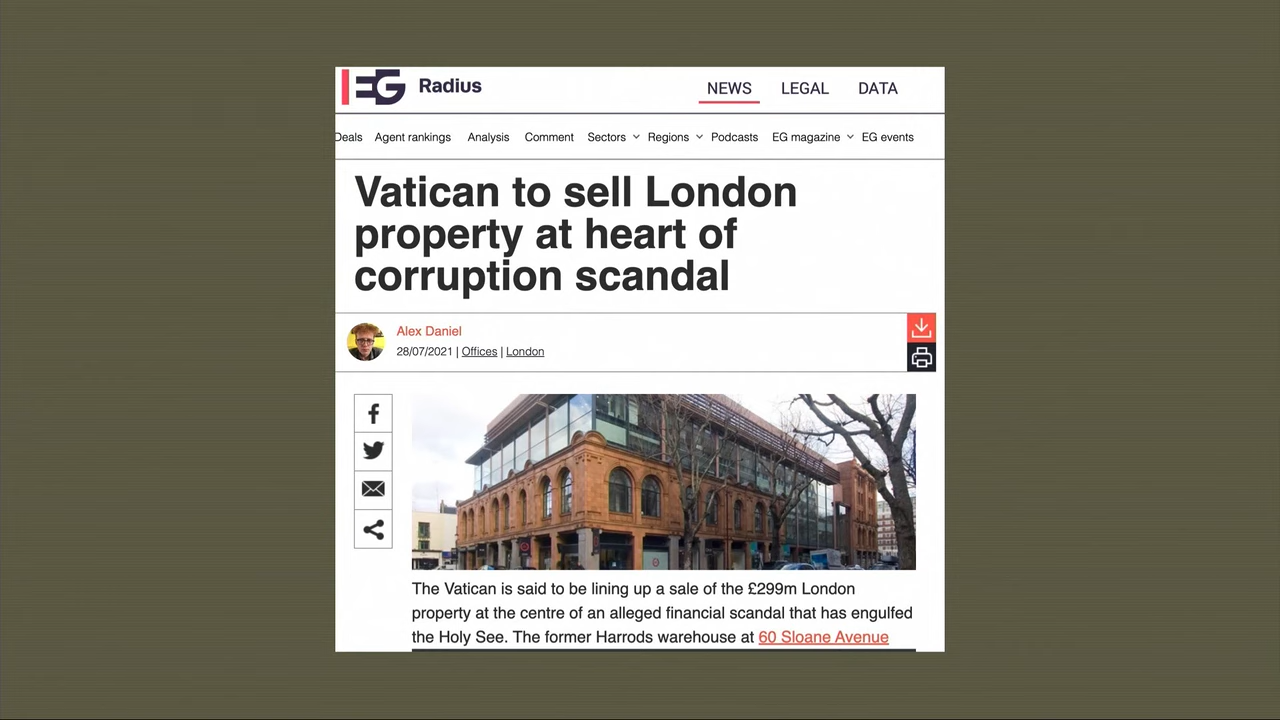 EG Radius
NEWS LEGAL DATA
Deals Agent rankings Analysis Comment Sectors Regions Podcasts EG magazine EG events
Vatican to sell London
property at heart of
corruption scandal
Alex Daniel
28/07/2021 | Offices | London
The Vatican is said to be lining up a sale of the £299m London
property at the centre of an alleged financial scandal that has engulfed
the Holy See. The former Harrods warehouse at 60 Sloane Avenue